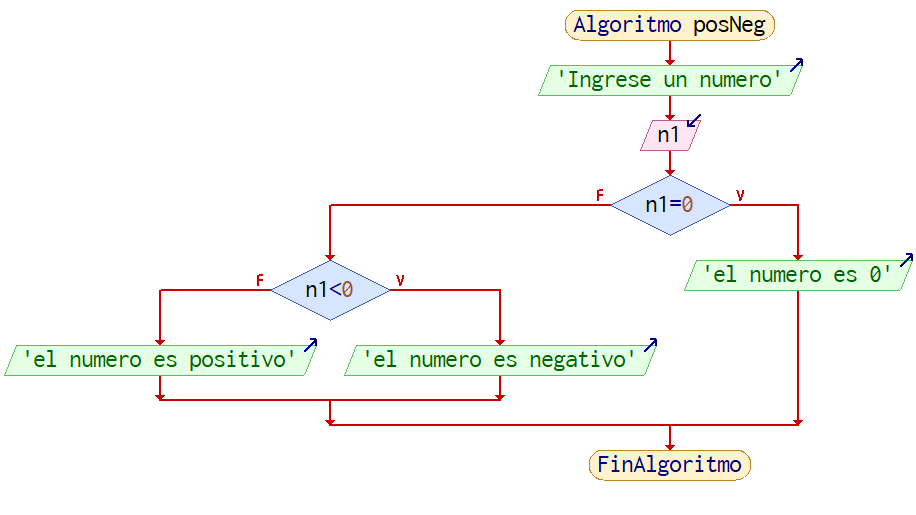 Algoritmo posNeg
'Ingrese un numero'
n1
n1=0
F
V
'el numero es 0'
n1<0
F
V
'el numero es positivo'
'el numero es negativo'
FinAlgoritmo